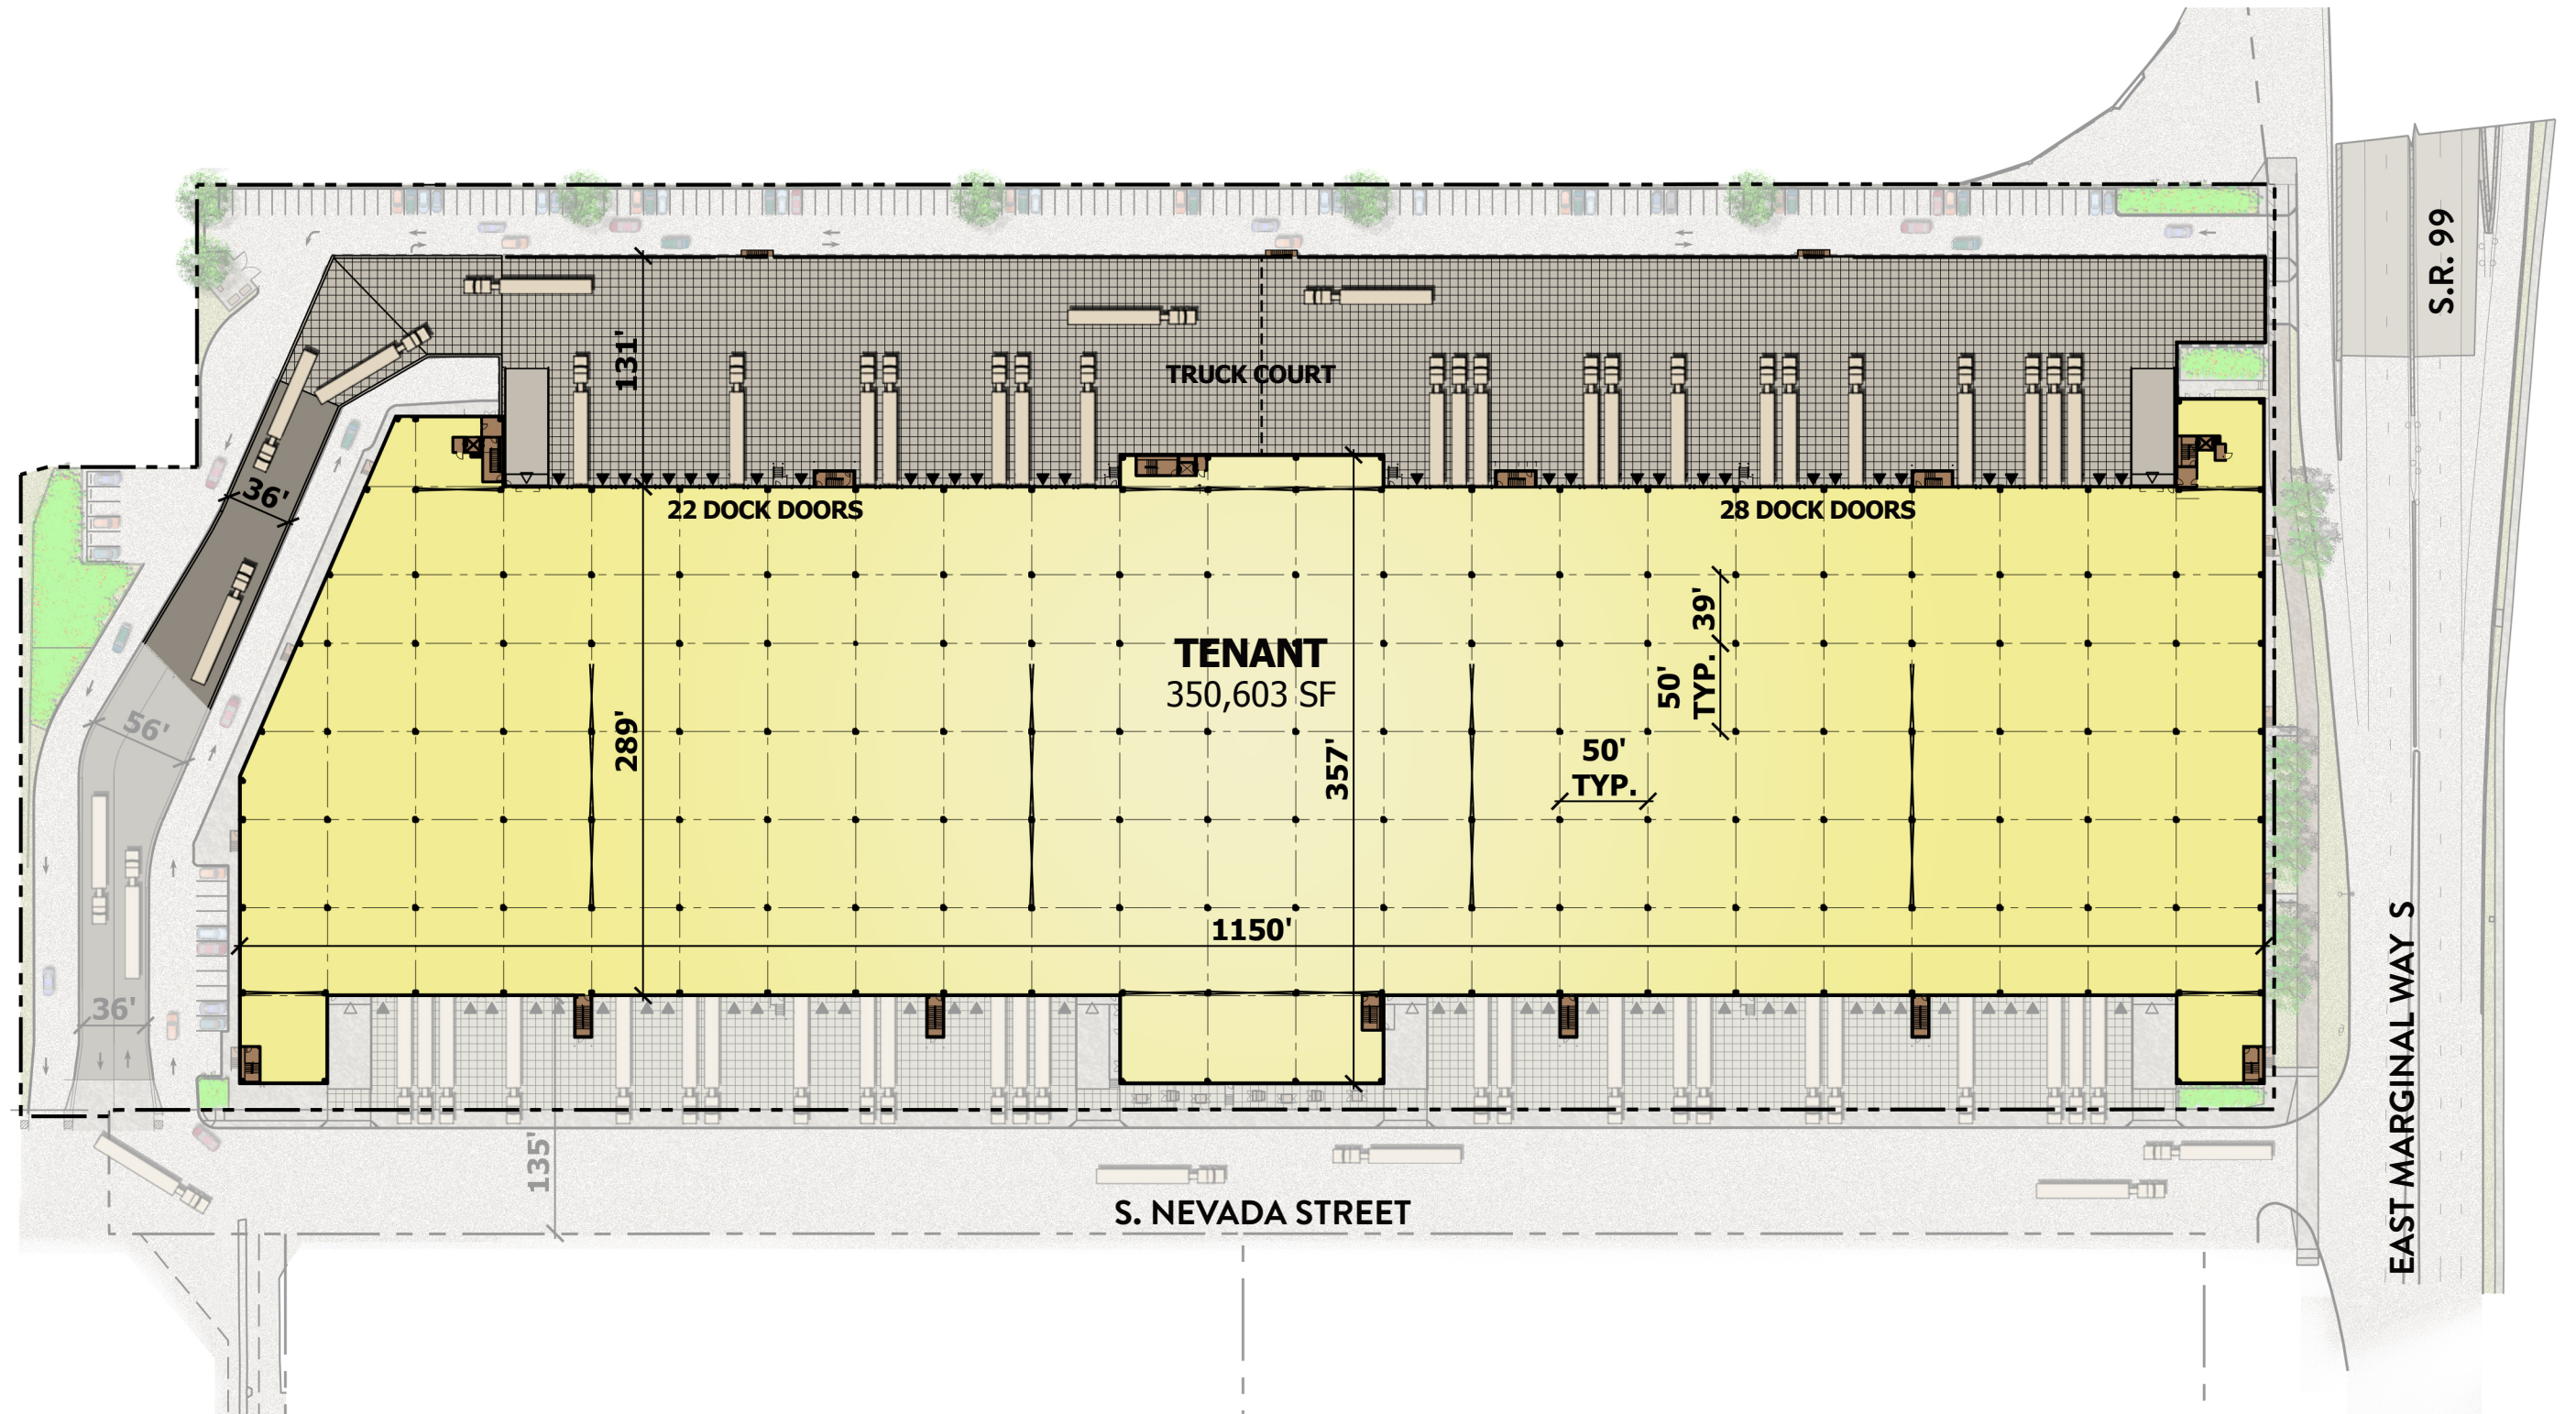 S.R. 99
131'
TRUCK COURT
36'
22 DOCK DOORS
28 DOCK DOORS
39'
50'
TYP.
TENANT
350,603 SF
56'
289'
357'
50'
TYP.
1150'
36'
135'
S. NEVADA STREET
EAST MARGINAL WAY S